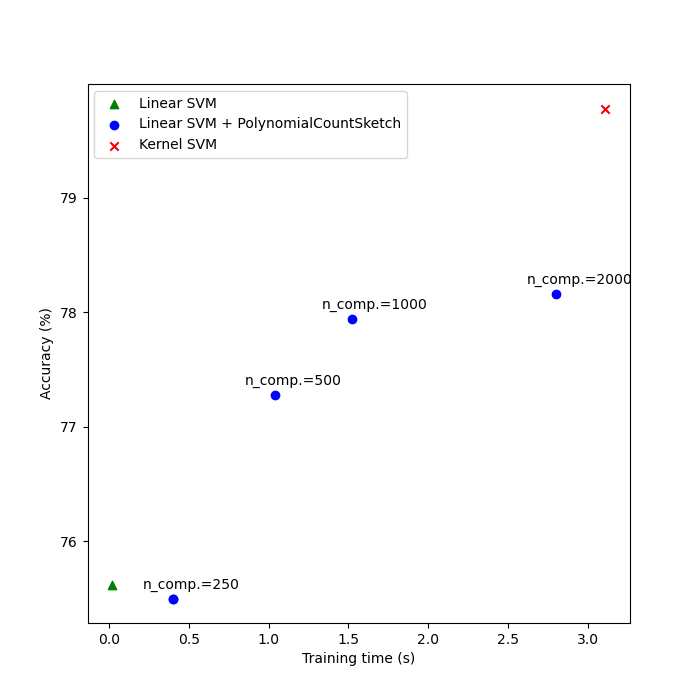 Linear SVM
Linear SVM + PolynomialCountSketch
Kernel SVM
79
n_comp.=2000
n_comp.=1000
78
Accuracy (%)
n_comp.=500
77
76
n_comp.=250
0.0 0.5 1.0 1.5 2.0 2.5 3.0
Training time (s)